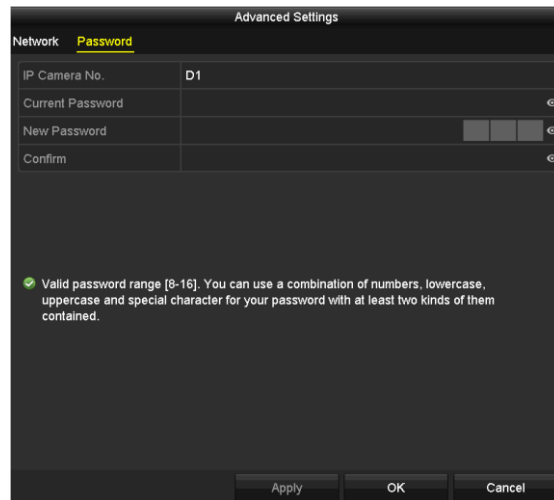 Advanced Settings
Network Password
IP Camera No. D1
Current Password
New Password
Confirm
Valid password range [8-16]. You can use a combination of numbers, lowercase,
uppercase and special character for your password with at least two kinds of them
contained.
Apply OK Cancel